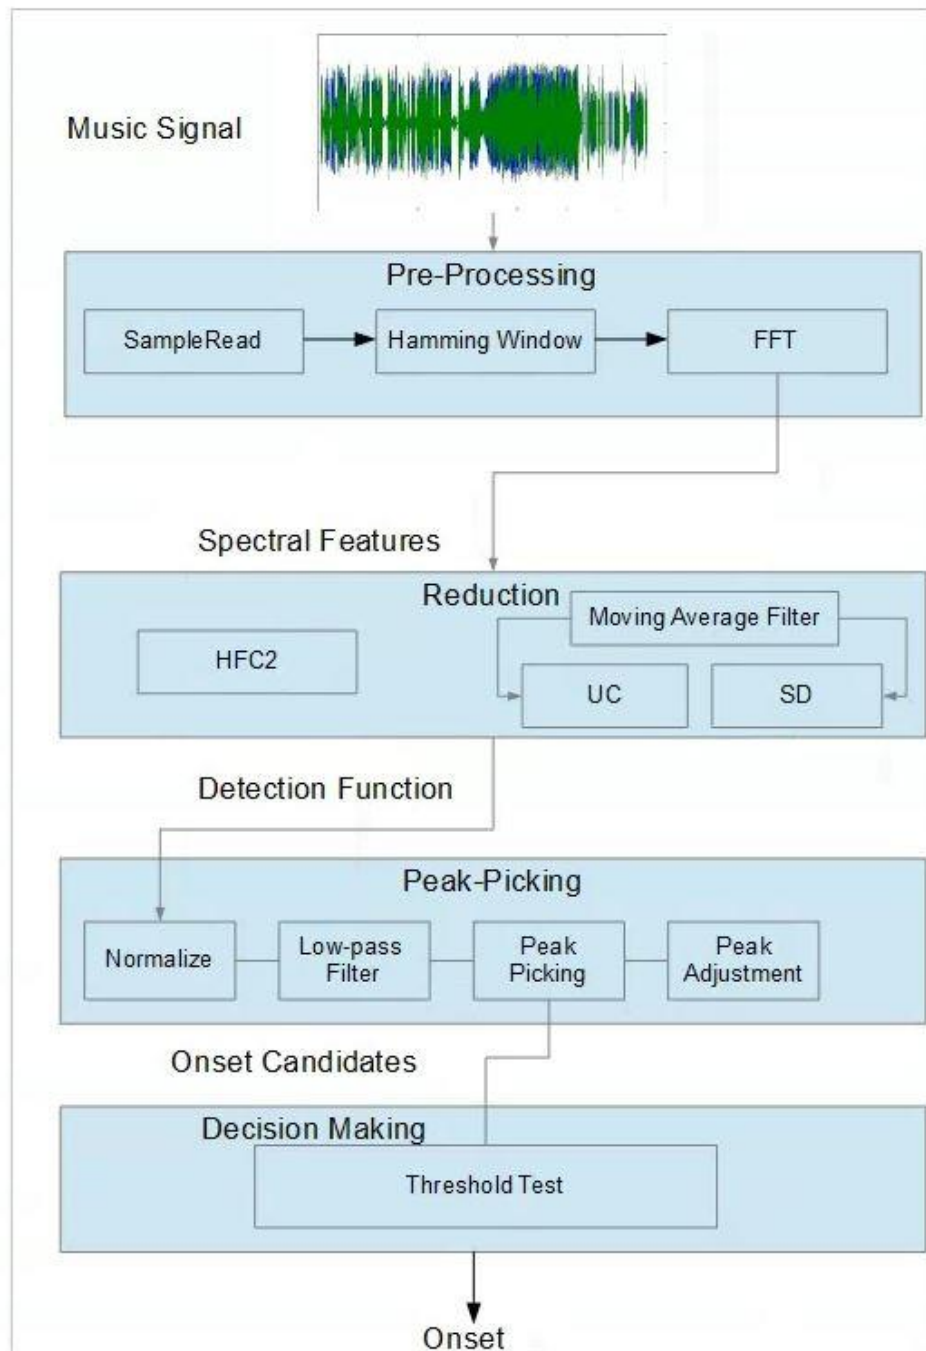 Music Signal
Pre-Processing
SampleRead
Hamming Window
FFT
Spectral Features
Reduction
Moving Average Filter
HFC2
UC
SD
Detection Function
Peak-Picking
Normalize
Low-pass
Filter
Peak
Picking
Peak
Adjustment
Onset Candidates
Decision Making
Threshold Test
Onset